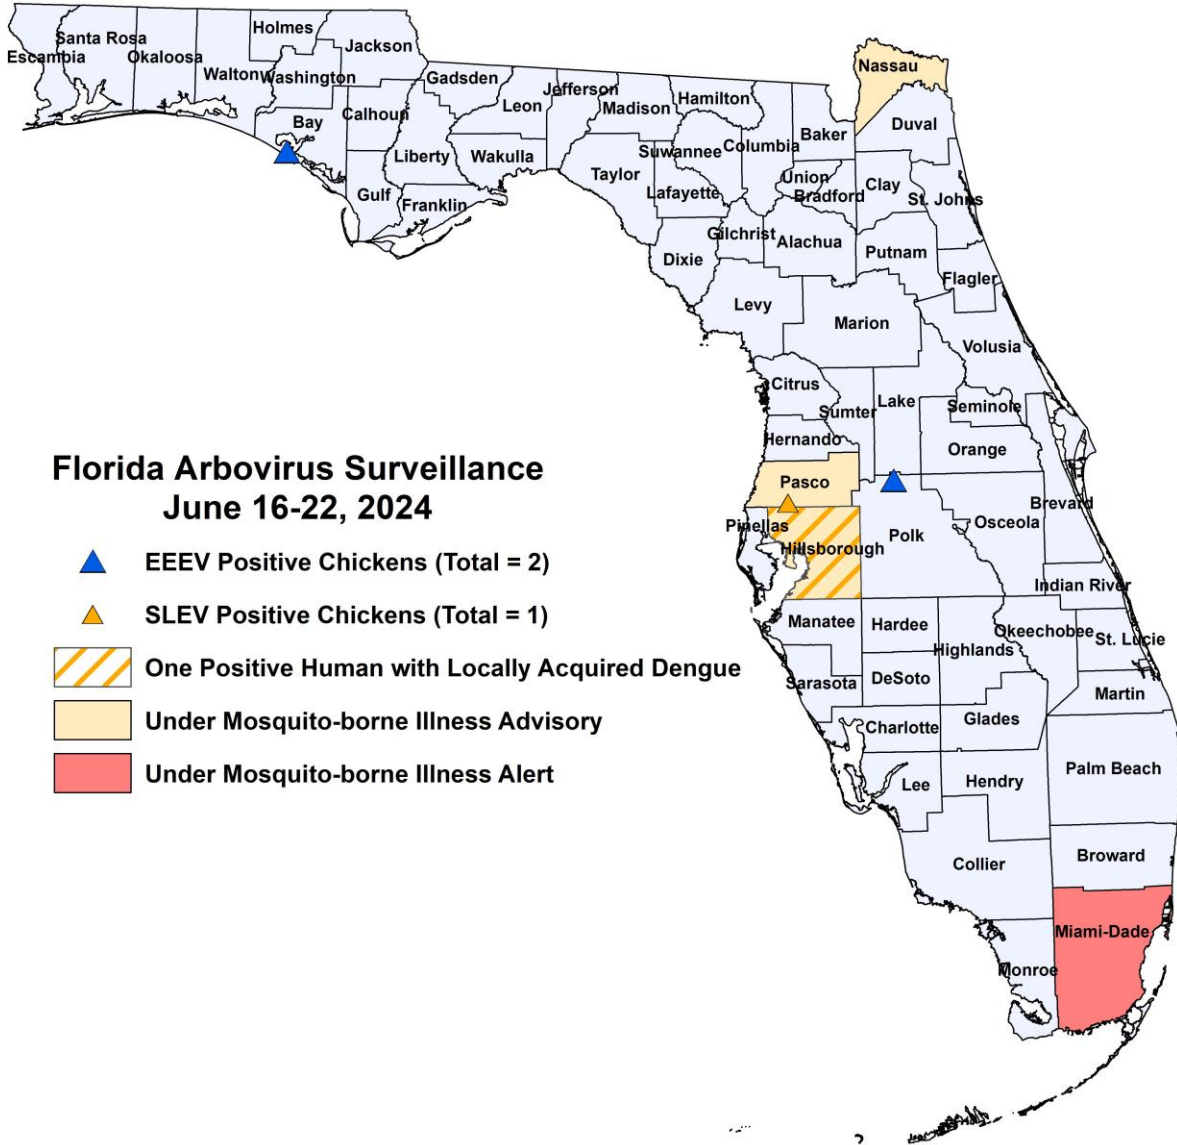 Holmes
Santa Rosa
Jackson
Escambia
Okaloosa
Walton
Washington
Nassau
Gadsden
Jefferson
Leon
Madison
Hamilton
Calhoun
Bay
Duval
Baker
Columbia
Suwannee
Liberty
Wakulla
Taylor
Union
Clay
Lafayette
Bradford
St. Johns
Gulf
Franklin
Gilchrist
Alachua
Putnam
Dixie
Flagler
Levy
Marion
Volusia
Citrus
Lake
Sumter
Seminole
Hernando
Orange
Florida Arbovirus Surveillance
June 16-22, 2024
Pasco
Brevard
Pinellas
Osceola
Polk
Hillsborough
EEEV Positive Chickens (Total = 2)
Indian River
SLEV Positive Chickens (Total = 1)
Manatee
Hardee
Okeechobee
St. Lucie
Highlands
One Positive Human with Locally Acquired Dengue
Sarasota
DeSoto
Martin
Under Mosquito-borne Illness Advisory
Charlotte
Glades
Under Mosquito-borne Illness Alert
Palm Beach
Lee
Hendry
Broward
Collier
Miami-Dade
Monroe